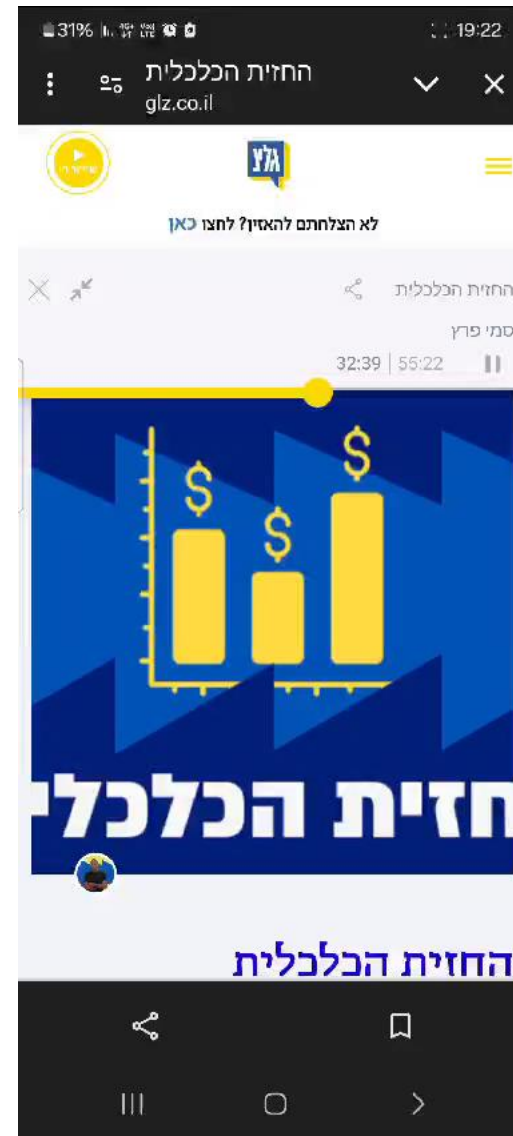 31% 19:22
החזית הכלכלית
glz.co.il
גלצ
לא הצלחתם להאזין? לחצו כאן
החזית הכלכלית
סמי פרץ
32:39 | 55:22
$ $ $
חזית הכלכלי
החזית הכלכלית